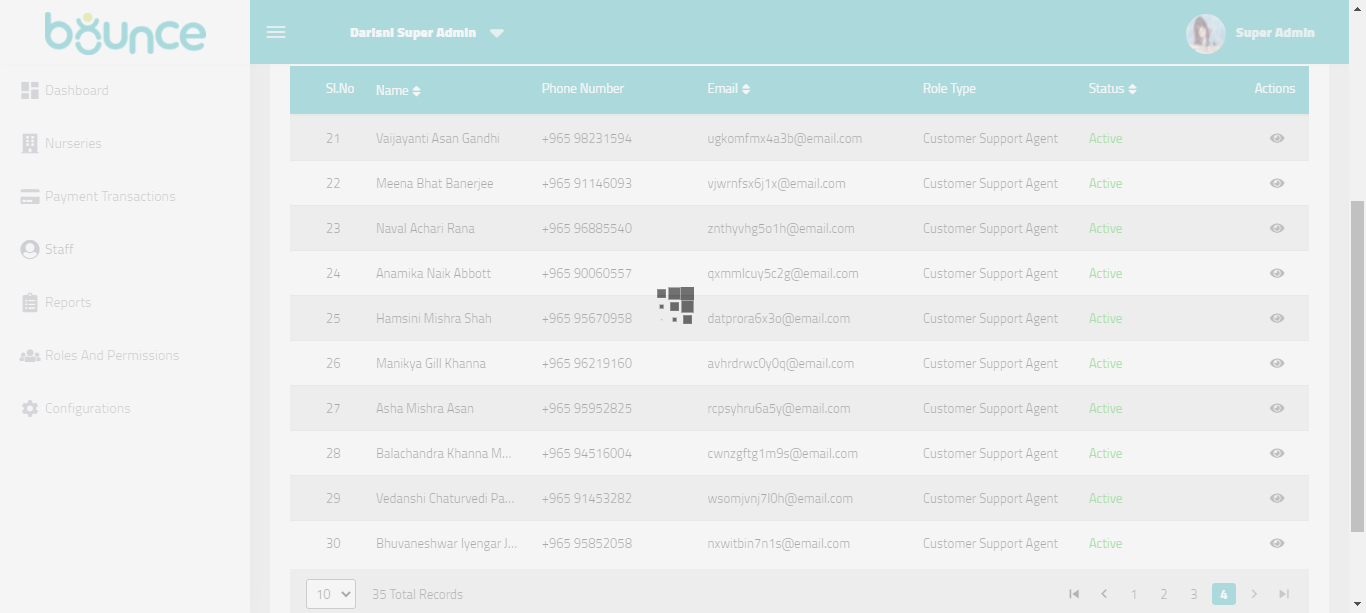 bounce
Darisni Super Admin
Super Admin
Dashboard
Nurseries
Payment Transactions
Staff
Reports
Roles And Permissions
Configurations
Sl.No Name Phone Number Email Role Type Status Actions
21 Vaijayanti Asan Gandhi +965 98231594 ugkomfmx4a3b@email.com Customer Support Agent Active
22 Meena Bhat Banerjee +965 91146093 vjwrnfsx6j1x@email.com Customer Support Agent Active
23 Naval Achari Rana +965 96885540 znthyvhg5o1h@email.com Customer Support Agent Active
24 Anamika Naik Abbott +965 90060557 qxmmlcuy5c2g@email.com Customer Support Agent Active
25 Hamsini Mishra Shah +965 95670958 datprora6x3o@email.com Customer Support Agent Active
26 Manikya Gill Khanna +965 96219160 avhrdrwc0y0q@email.com Customer Support Agent Active
27 Asha Mishra Asan +965 95952825 rcpsyhru6a5y@email.com Customer Support Agent Active
28 Balachandra Khanna M... +965 94516004 cwnzgftg1m9s@email.com Customer Support Agent Active
29 Vedanshi Chaturvedi Pa... +965 91453282 wsomjvnj7l0h@email.com Customer Support Agent Active
30 Bhuvaneshwar Iyengar J... +965 95852058 nxwitbin7n1s@email.com Customer Support Agent Active
10 35 Total Records 1 2 3 4